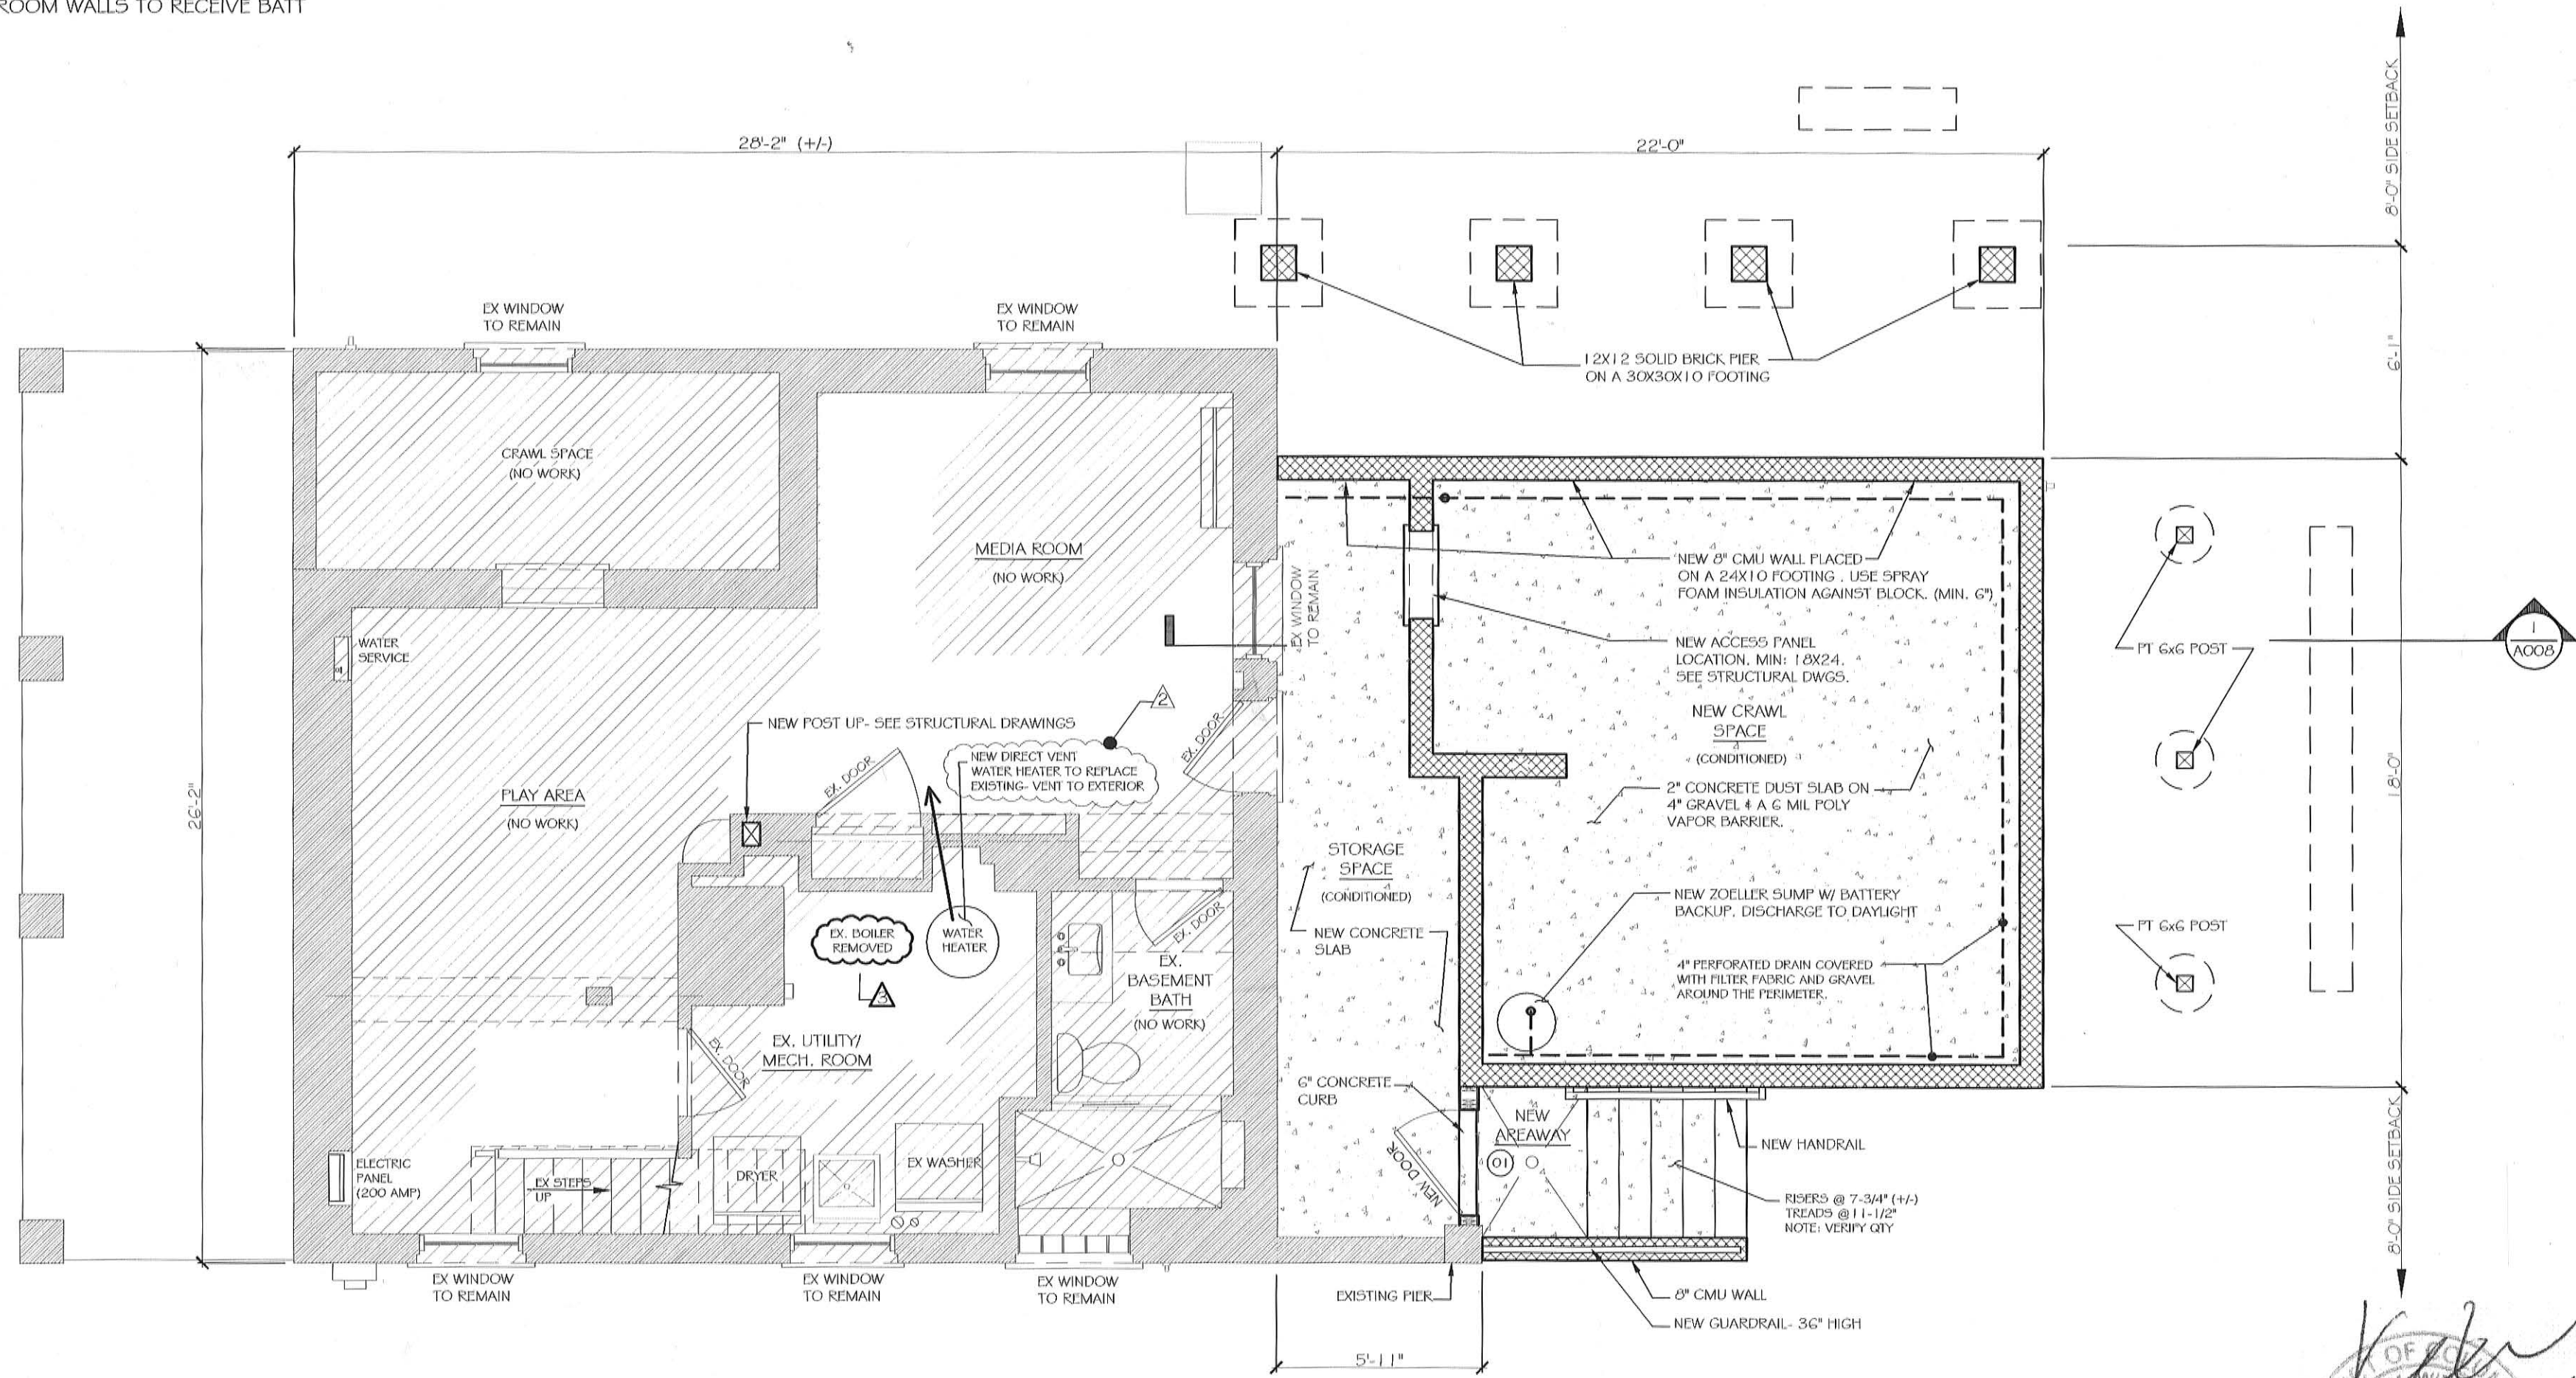 ROOM WALLS TO RECEIVE BATT
28'-2" (+/-)
22'-0"
8'-0" SIDE SETBACK
EX WINDOW
TO REMAIN
EX WINDOW
TO REMAIN
12X12 SOLID BRICK PIER
ON A 30X30X10 FOOTING
6'-1"
CRAWL SPACE
(NO WORK)
MEDIA ROOM
(NO WORK)
EX WINDOW
TO REMAIN
NEW 8" CMU WALL PLACED
ON A 24X10 FOOTING . USE SPRAY
FOAM INSULATION AGAINST BLOCK. (MIN. 6")
WATER
SERVICE
NEW ACCESS PANEL
LOCATION. MIN: 18X24.
SEE STRUCTURAL DWGS.
PT 6x6 POST
1
A008
2
NEW POST UP- SEE STRUCTURAL DRAWINGS
NEW CRAWL
SPACE
(CONDITIONED)
EX. DOOR
NEW DIRECT VENT
WATER HEATER TO REPLACE
EXISTING- VENT TO EXTERIOR
EX. DOOR
26'-2"
PLAY AREA
(NO WORK)
2" CONCRETE DUST SLAB ON
4" GRAVEL & A 6 MIL POLY
VAPOR BARRIER.
18'-0"
STORAGE
SPACE
(CONDITIONED)
NEW ZOELLER SUMP W/ BATTERY
BACKUP. DISCHARGE TO DAYLIGHT
EX. BOILER
REMOVED
WATER
HEATER
EX. DOOR
NEW CONCRETE
SLAB
PT 6x6 POST
3
EX.
BASEMENT
BATH
(NO WORK)
4" PERFORATED DRAIN COVERED
WITH FILTER FABRIC AND GRAVEL
AROUND THE PERIMETER.
EX. UTILITY/
MECH. ROOM
EX. DOOR
6" CONCRETE
CURB
NEW
AREAWAY
01
NEW DOOR
NEW HANDRAIL
8'-0" SIDE SETBACK
ELECTRIC
PANEL
(200 AMP)
EX STEPS
UP
DRYER
EX WASHER
RISERS @ 7-3/4" (+/-)
TREADS @ 11-1/2"
NOTE: VERIFY QTY
EX WINDOW
TO REMAIN
EX WINDOW
TO REMAIN
EX WINDOW
TO REMAIN
EXISTING PIER
8" CMU WALL
NEW GUARDRAIL- 36" HIGH
5'-11"
OF